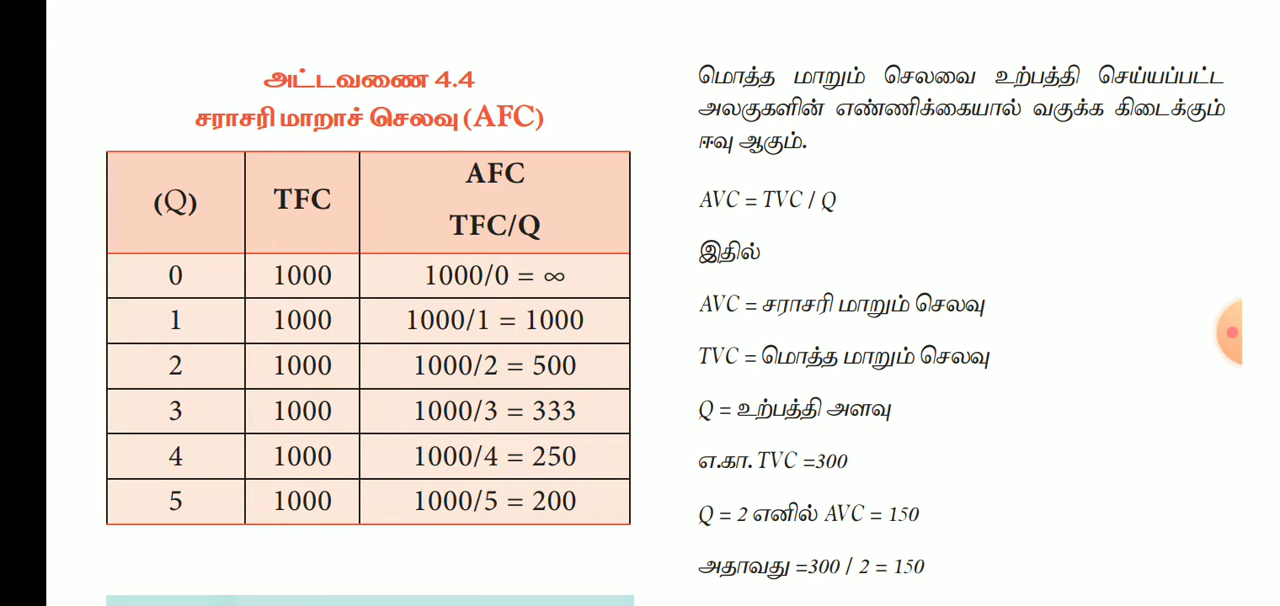 அட்டவணை 4.4
சராசரி மாறாச் செலவு (AFC)
(Q) TFC AFC TFC/Q
0 1000 1000/0 = ∞
1 1000 1000/1 = 1000
2 1000 1000/2 = 500
3 1000 1000/3 = 333
4 1000 1000/4 = 250
5 1000 1000/5 = 200
மொத்த மாறும் செலவை உற்பத்தி செய்யப்பட்ட
அலகுகளின் எண்ணிக்கையால் வகுக்க கிடைக்கும்
ஈவு ஆகும்.
AVC = TVC / Q
இதில்
AVC = சராசரி மாறும் செலவு
TVC = மொத்த மாறும் செலவு
Q = உற்பத்தி அளவு
எ.கா. TVC =300
Q = 2 எனில் AVC = 150
அதாவது =300 / 2 = 150